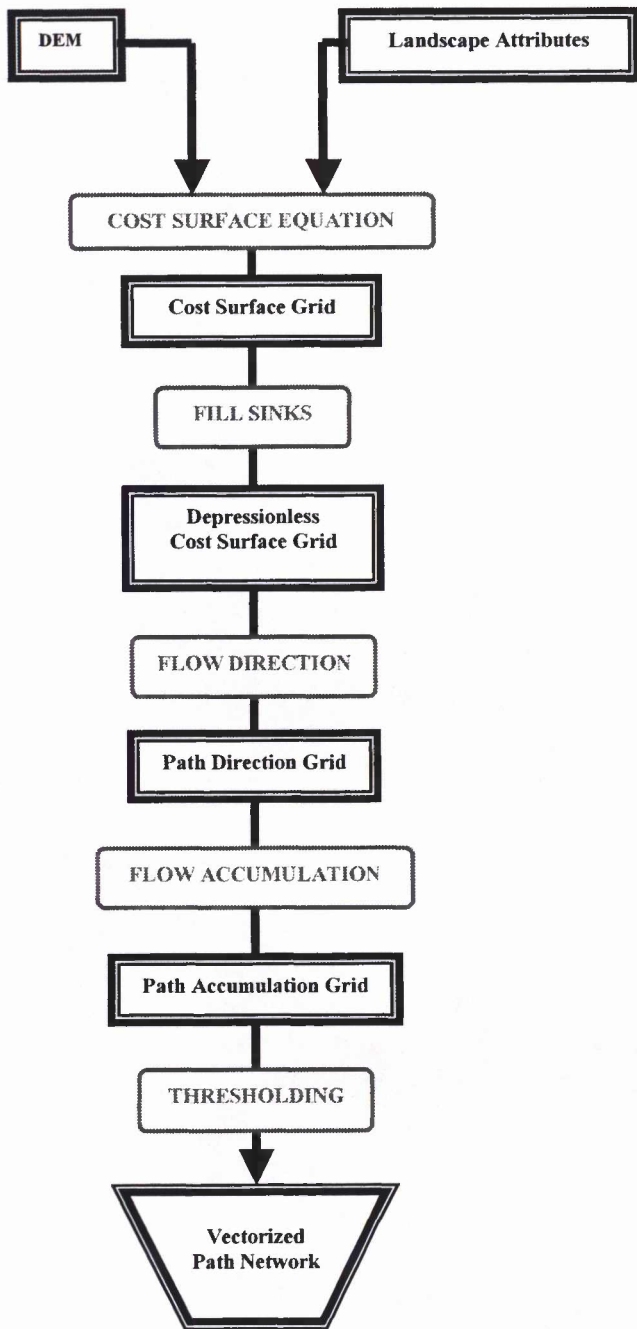 DEM
Landscape Attributes
COST SURFACE EQUATION
Cost Surface Grid
FILL SINKS
Depressionless
Cost Surface Grid
FLOW DIRECTION
Path Direction Grid
FLOW ACCUMULATION
Path Accumulation Grid
THRESHOLDING
Vectorized
Path Network